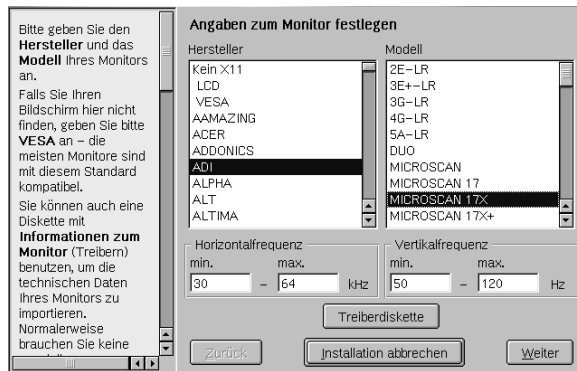 Bitte geben Sie den
Hersteller und das
Modell Ihres Monitors
an.
Falls Sie Ihren
Bildschirm hier nicht
finden, geben Sie bitte
VESA an – die
meisten Monitore sind
mit diesem Standard
kompatibel.
Sie können auch eine
Diskette mit
Informationen zum
Monitor (Treibern)
benutzen, um die
technischen Daten
Ihres Monitors zu
importieren.
Normalerweise
brauchen Sie keine
Angaben zum Monitor festlegen
Hersteller
Kein X11
LCD
VESA
AAMAZING
ACER
ADDONICS
ADI
ALPHA
ALT
ALTIMA
Modell
2E-LR
3E+-LR
3G-LR
4G-LR
5A-LR
DUO
MICROSCAN
MICROSCAN 17
MICROSCAN 17X
MICROSCAN 17X+
Horizontalfrequenz
min. max.
30 – 64 kHz
Vertikalfrequenz
min. max.
50 – 120 Hz
Treiberdiskette
Zurück
Installation abbrechen
Weiter